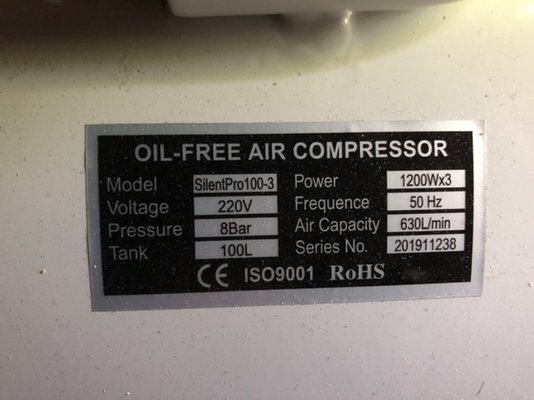 OIL-FREE AIR COMPRESSOR
Model SilentPro100-3 Power 1200Wx3
Voltage 220V Frequence 50 Hz
Pressure 8Bar Air Capacity 630L/min
Tank 100L Series No. 201911238
CE ISO9001 RoHS